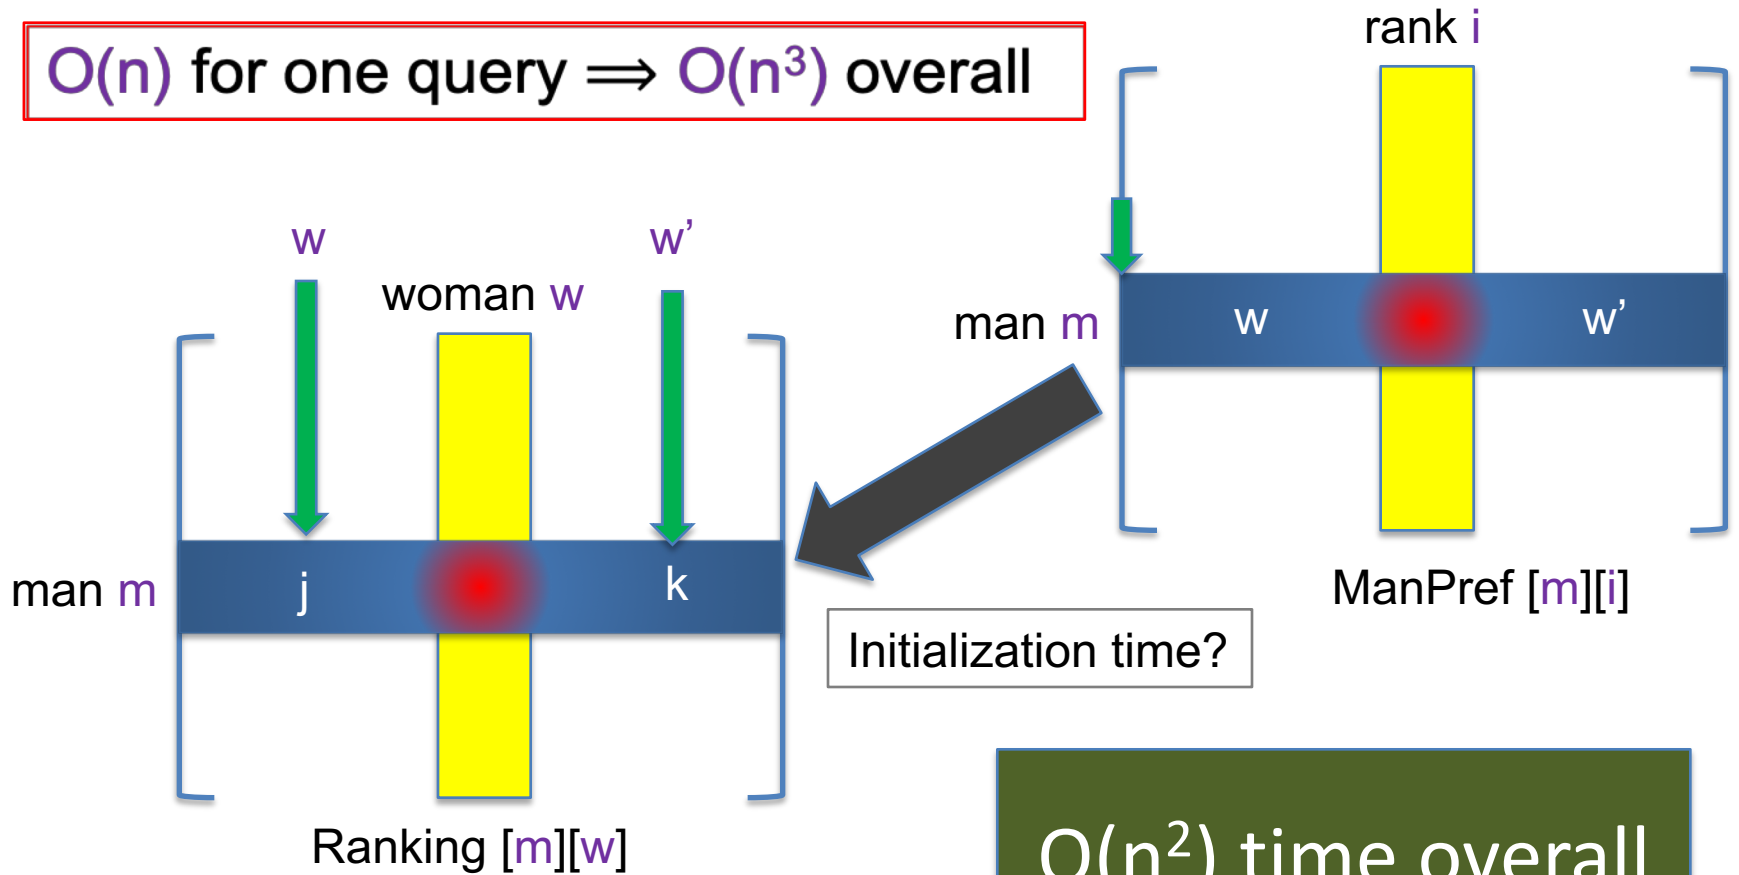 rank i
O(n) for one query ⟹ O(n³) overall
w w’
woman w
man m w w’
man m j k
ManPref [m][i]
Initialization time?
Ranking [m][w]
O(n²) time overall